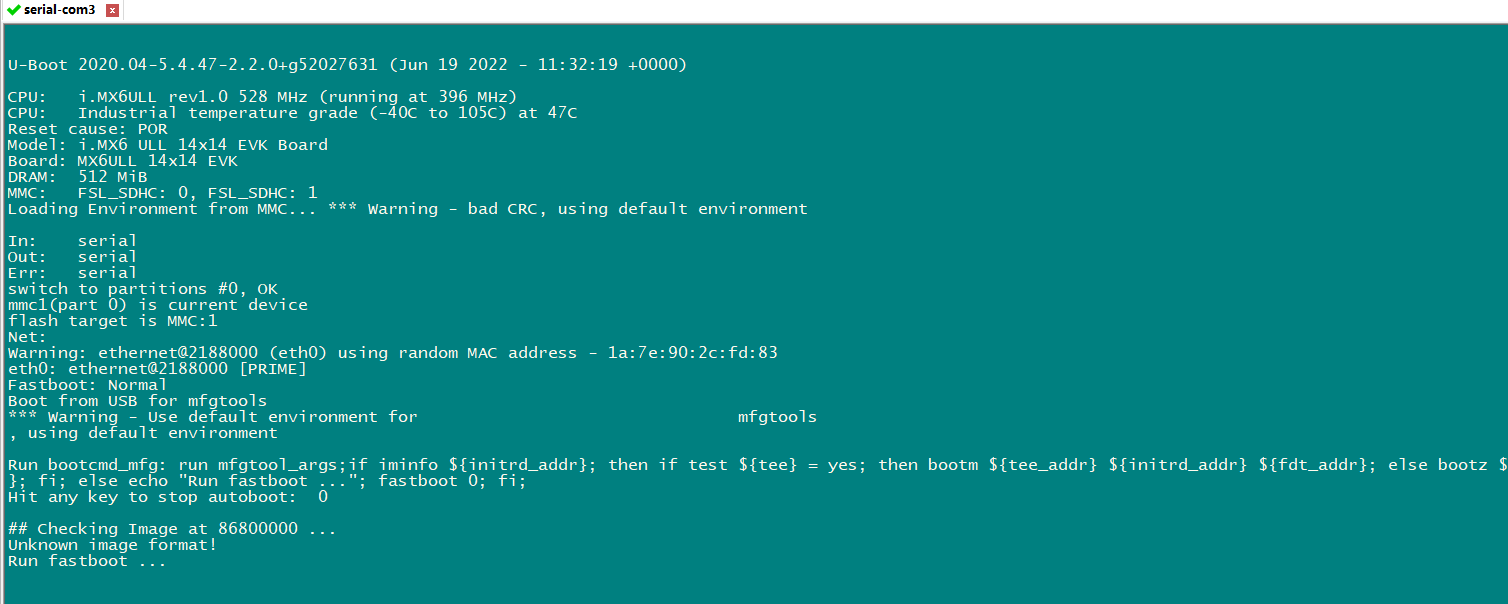 serial-com3
U-Boot 2020.04-5.4.47-2.2.0+g52027631 (Jun 19 2022 - 11:32:19 +0000)
CPU:   i.MX6ULL rev1.0 528 MHz (running at 396 MHz)
CPU:   Industrial temperature grade (-40C to 105C) at 47C
Reset cause: POR
Model: i.MX6 ULL 14x14 EVK Board
Board: MX6ULL 14x14 EVK
DRAM:  512 MiB
MMC:   FSL_SDHC: 0, FSL_SDHC: 1
Loading Environment from MMC... *** Warning - bad CRC, using default environment
In:    serial
Out:   serial
Err:   serial
switch to partitions #0, OK
mmc1(part 0) is current device
flash target is MMC:1
Net:
Warning: ethernet@2188000 (eth0) using random MAC address - 1a:7e:90:2c:fd:83
eth0: ethernet@2188000 [PRIME]
Fastboot: Normal
Boot from USB for mfgtools
*** Warning - Use default environment for                                mfgtools
, using default environment
Run bootcmd_mfg: run mfgtool_args;if iminfo ${initrd_addr}; then if test ${tee} = yes; then bootm ${tee_addr} ${initrd_addr} ${fdt_addr}; else bootz $
}; fi; else echo "Run fastboot ..."; fastboot 0; fi;
Hit any key to stop autoboot:  0
## Checking Image at 86800000 ...
Unknown image format!
Run fastboot ...